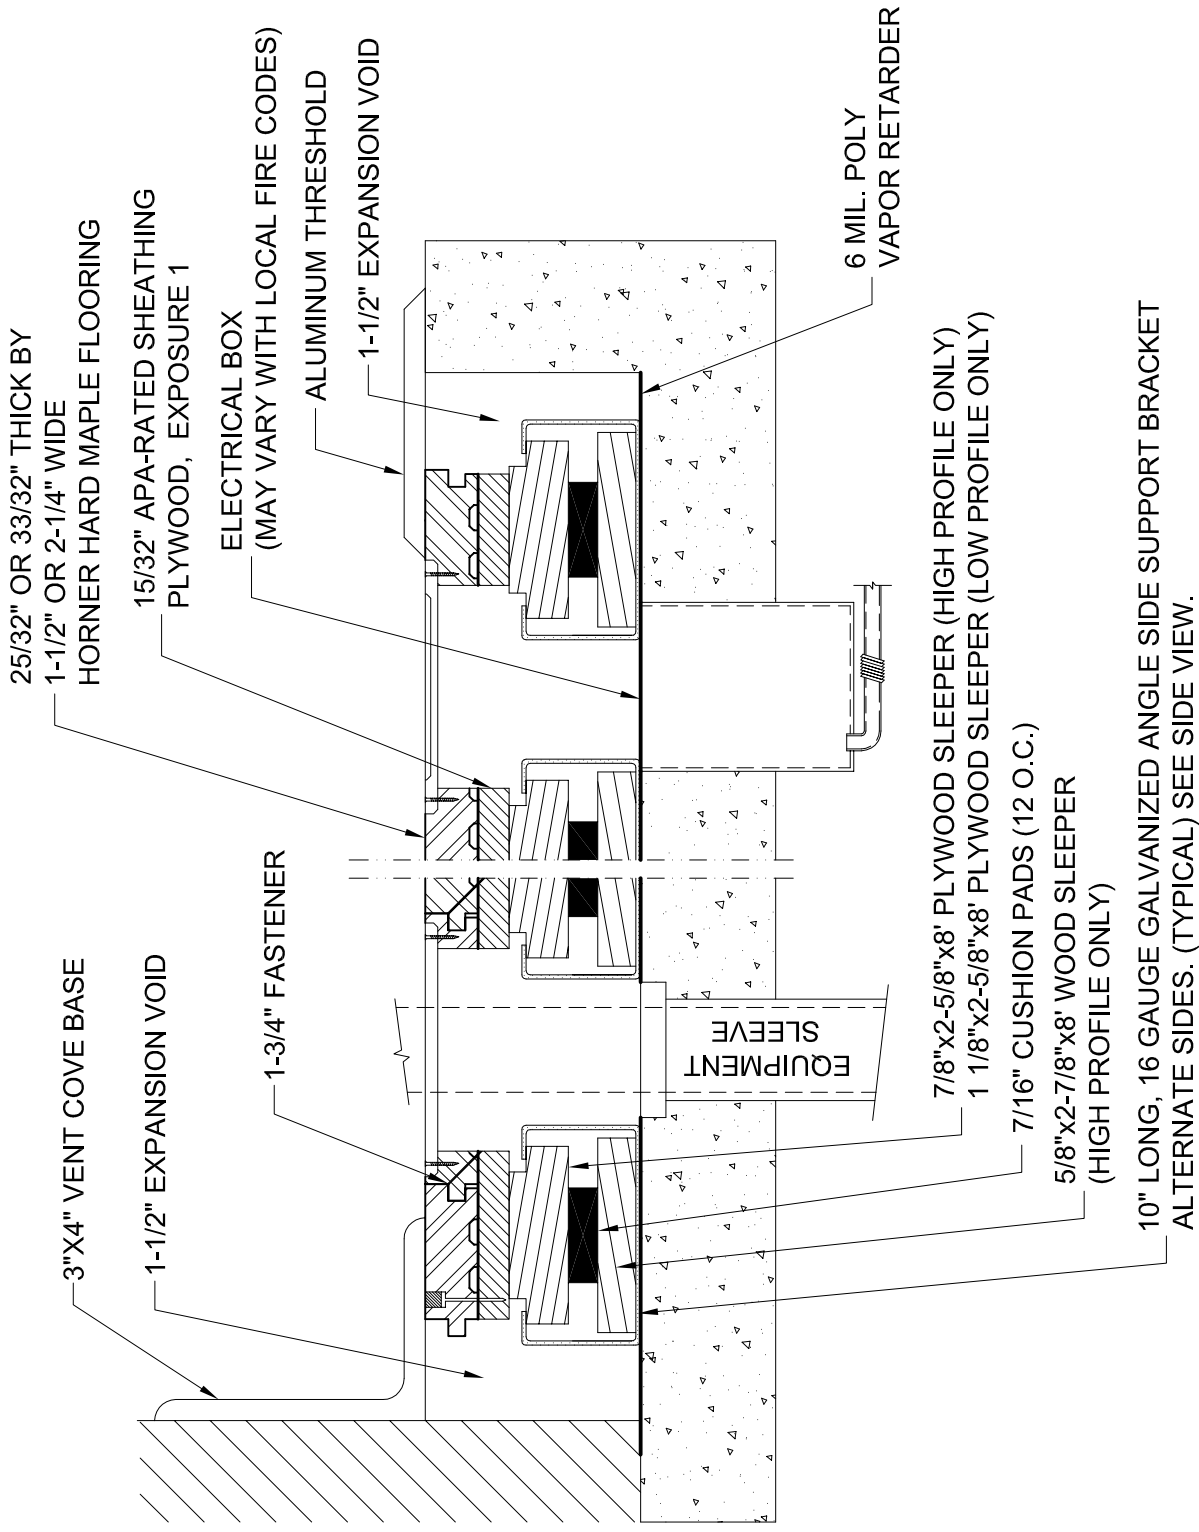 3"X4" VENT COVE BASE
1-1/2" EXPANSION VOID
1-3/4" FASTENER
25/32" OR 33/32" THICK BY
1-1/2" OR 2-1/4" WIDE
HORNER HARD MAPLE FLOORING
15/32" APA-RATED SHEATHING
PLYWOOD, EXPOSURE 1
ELECTRICAL BOX
(MAY VARY WITH LOCAL FIRE CODES)
ALUMINUM THRESHOLD
1-1/2" EXPANSION VOID
EQUIPMENT
SLEEVE
6 MIL. POLY
VAPOR RETARDER
7/8"x2-5/8"x8' PLYWOOD SLEEPER (HIGH PROFILE ONLY)
1 1/8"x2-5/8"x8' PLYWOOD SLEEPER (LOW PROFILE ONLY)
7/16" CUSHION PADS (12 O.C.)
5/8"x2-7/8"x8' WOOD SLEEPER
(HIGH PROFILE ONLY)
10" LONG, 16 GAUGE GALVANIZED ANGLE SIDE SUPPORT BRACKET
ALTERNATE SIDES. (TYPICAL) SEE SIDE VIEW.